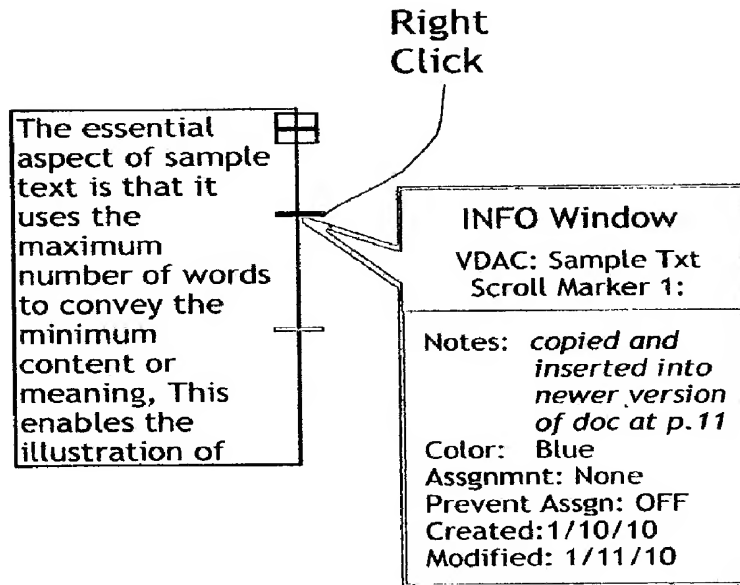 Right
Click
The essential
aspect of sample
text is that it
uses the
maximum
number of words
to convey the
minimum
content or
meaning, This
enables the
illustration of
INFO Window
VDAC: Sample Txt
Scroll Marker 1:
Notes: copied and
inserted into
newer version
of doc at p.11
Color: Blue
Assgnmnt: None
Prevent Assgn: OFF
Created:1/10/10
Modified: 1/11/10